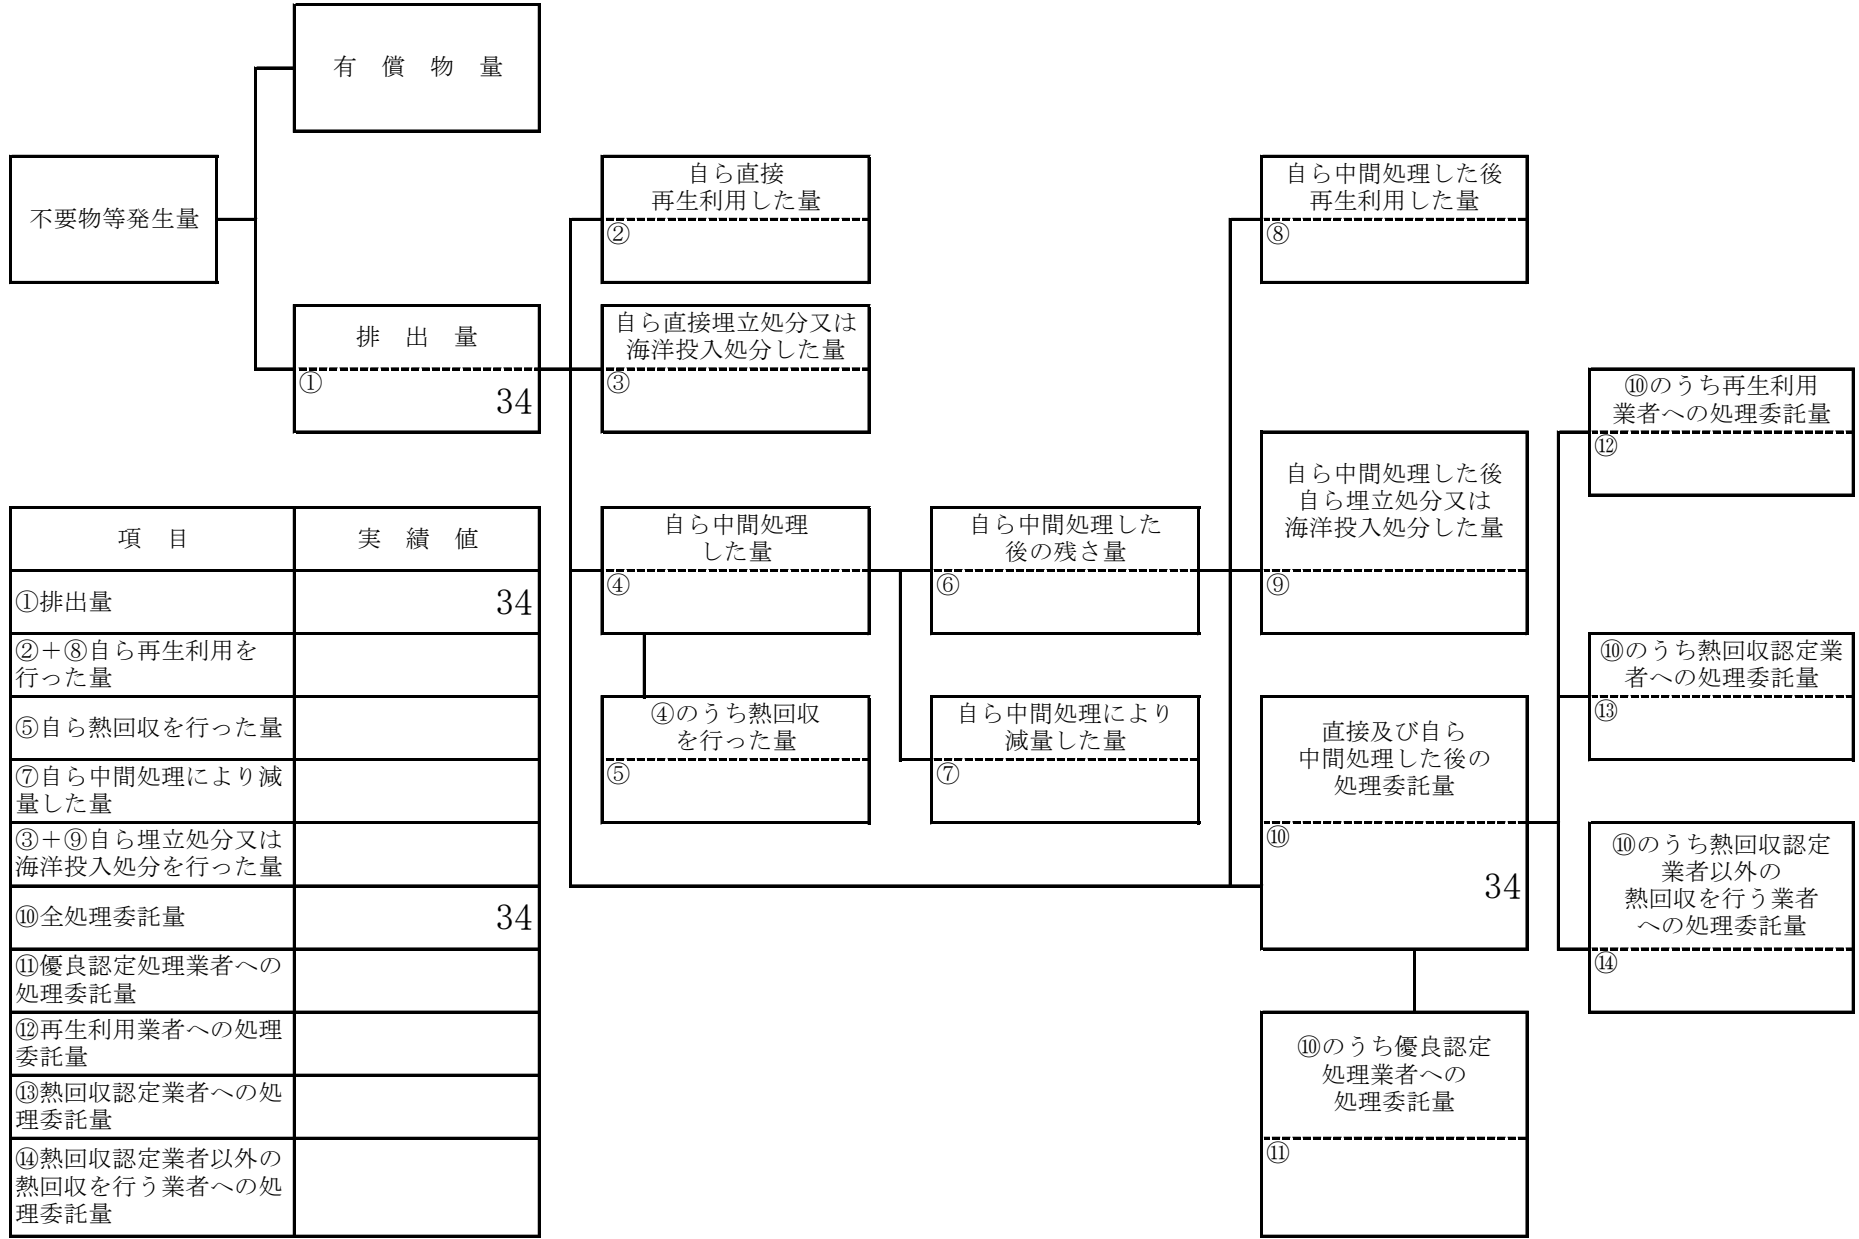 有　償　物　量
不要物等発生量
排　出　量
①
34
自ら直接
再生利用した量
②
自ら直接埋立処分又は
海洋投入処分した量
③
自ら中間処理
した量
④
④のうち熱回収
を行った量
⑤
自ら中間処理した
後の残さ量
⑥
自ら中間処理により
減量した量
⑦
自ら中間処理した後
再生利用した量
⑧
自ら中間処理した後
自ら埋立処分又は
海洋投入処分した量
⑨
直接及び自ら
中間処理した後の
処理委託量
⑩
34
⑩のうち優良認定
処理業者への
処理委託量
⑪
⑩のうち再生利用
業者への処理委託量
⑫
⑩のうち熱回収認定業
者への処理委託量
⑬
⑩のうち熱回収認定
業者以外の
熱回収を行う業者
への処理委託量
⑭
項　目　実　績　値
①排出量　34
②＋⑧自ら再生利用を
行った量
⑤自ら熱回収を行った量
⑦自ら中間処理により減
量した量
③＋⑨自ら埋立処分又は
海洋投入処分を行った量
⑩全処理委託量　34
⑪優良認定処理業者への
処理委託量
⑫再生利用業者への処理
委託量
⑬熱回収認定業者への処
理委託量
⑭熱回収認定業者以外の
熱回収を行う業者への処
理委託量